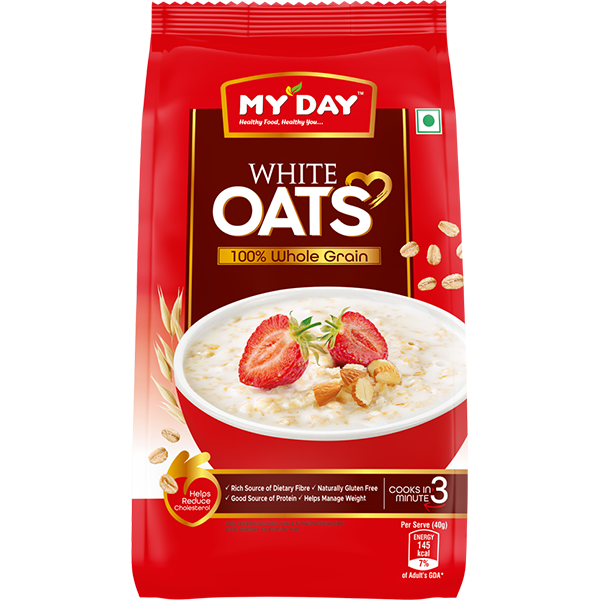 MY DAY™
Healthy Food, Healthy You...
WHITE
OATS
100% Whole Grain
Helps
Reduce
Cholesterol
✓ Rich Source of Dietary Fibre ✓ Naturally Gluten Free
✓ Good Source of Protein ✓ Helps Manage Weight
COOKS IN 3
MINUTE
Per Serve (40g)
ENERGY
145
kcal
7%
of Adult's GDA*